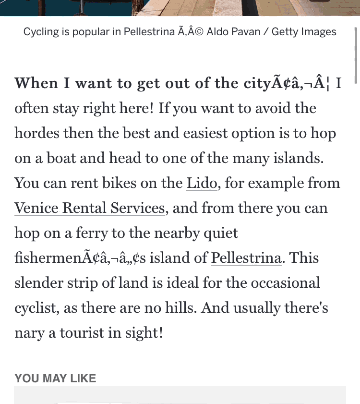 Cycling is popular in Pellestrina Ã‚Â© Aldo Pavan / Getty Images
When I want to get out of the cityÃ¢â‚¬Â¦ I
often stay right here! If you want to avoid the
hordes then the best and easiest option is to hop
on a boat and head to one of the many islands.
You can rent bikes on the Lido, for example from
Venice Rental Services, and from there you can
hop on a ferry to the nearby quiet
fishermenÃ¢â‚¬â„¢s island of Pellestrina. This
slender strip of land is ideal for the occasional
cyclist, as there are no hills. And usually there's
nary a tourist in sight!
YOU MAY LIKE